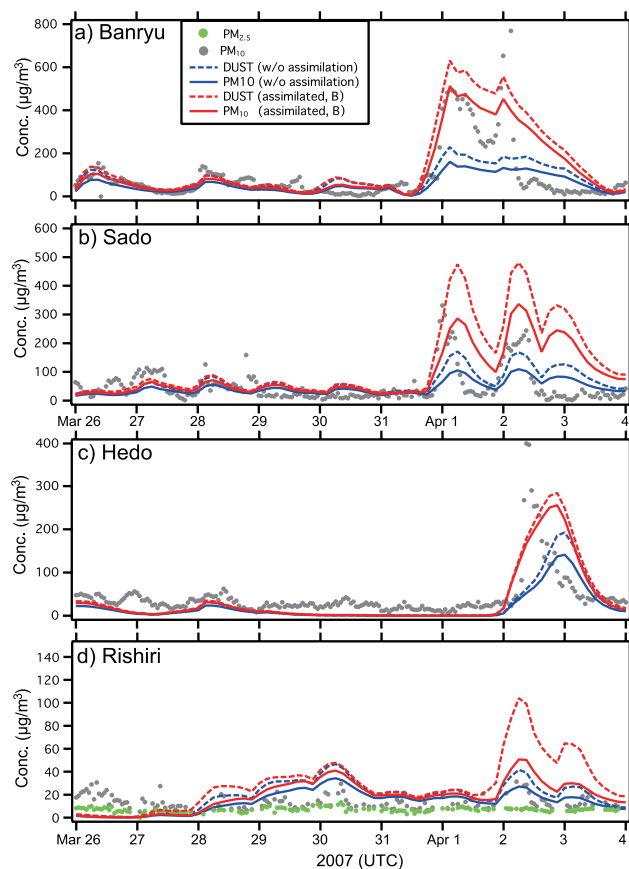 a) Banryu
PM2.5
PM10
DUST (w/o assimilation)
PM10 (w/o assimilation)
DUST (assimilated, B)
PM10 (assimilated, B)
Conc. (µg/m³)
800
600
400
200
0
b) Sado
Conc. (µg/m³)
600
500
400
300
200
100
0
Mar 26 27 28 29 30 31 Apr 1 2 3 4
c) Hedo
Conc. (µg/m³)
400
300
200
100
0
d) Rishiri
Conc. (µg/m³)
140
120
100
80
60
40
20
0
Mar 26 27 28 29 30 31 Apr 1 2 3 4
2007 (UTC)